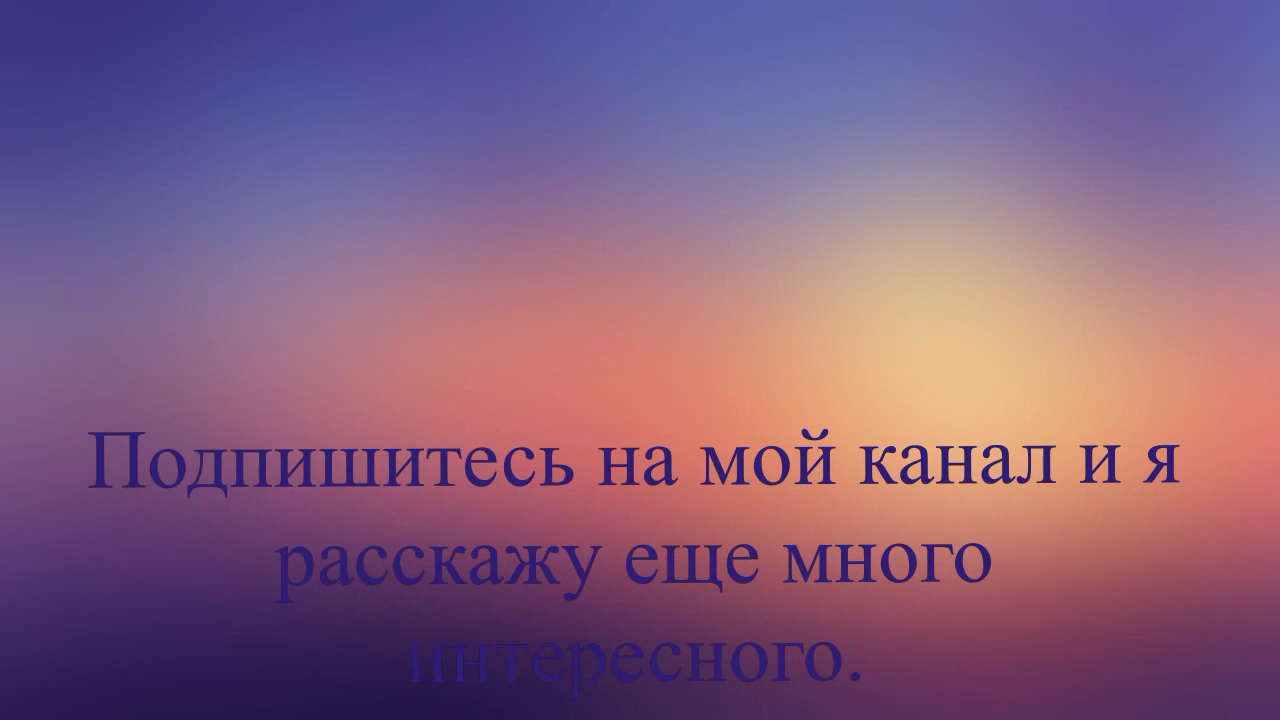 Подпишитесь на мой канал и я
расскажу еще много
интересного.